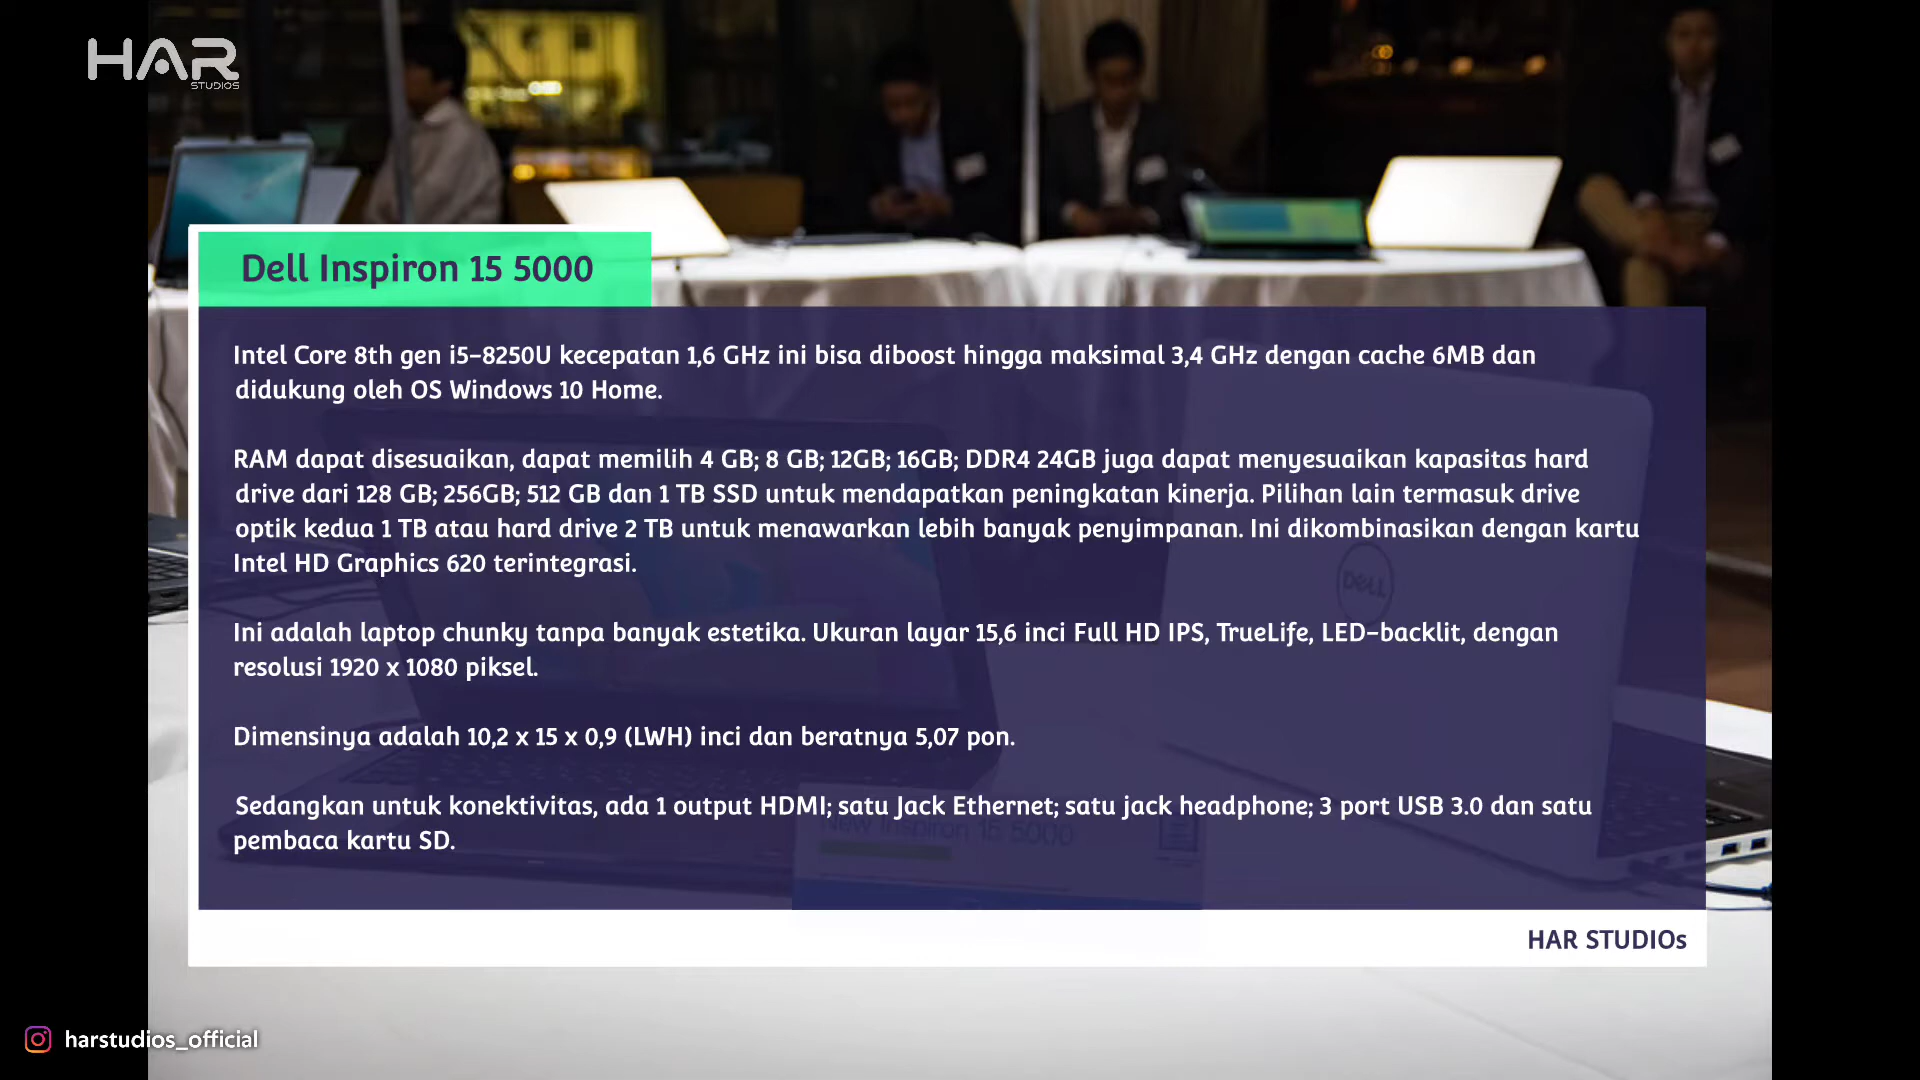 HAR
STUDIOS
Dell Inspiron 15 5000
Intel Core 8th gen i5-8250U kecepatan 1,6 GHz ini bisa diboost hingga maksimal 3,4 GHz dengan cache 6MB dan
didukung oleh OS Windows 10 Home.
RAM dapat disesuaikan, dapat memilih 4 GB; 8 GB; 12GB; 16GB; DDR4 24GB juga dapat menyesuaikan kapasitas hard
drive dari 128 GB; 256GB; 512 GB dan 1 TB SSD untuk mendapatkan peningkatan kinerja. Pilihan lain termasuk drive
optik kedua 1 TB atau hard drive 2 TB untuk menawarkan lebih banyak penyimpanan. Ini dikombinasikan dengan kartu
Intel HD Graphics 620 terintegrasi.
DELL
Ini adalah laptop chunky tanpa banyak estetika. Ukuran layar 15,6 inci Full HD IPS, TrueLife, LED-backlit, dengan
resolusi 1920 x 1080 piksel.
Dimensinya adalah 10,2 x 15 x 0,9 (LWH) inci dan beratnya 5,07 pon.
Sedangkan untuk konektivitas, ada 1 output HDMI; satu Jack Ethernet; satu jack headphone; 3 port USB 3.0 dan satu
pembaca kartu SD.
New Inspiron 15 5000
HAR STUDIOs
harstudios_official